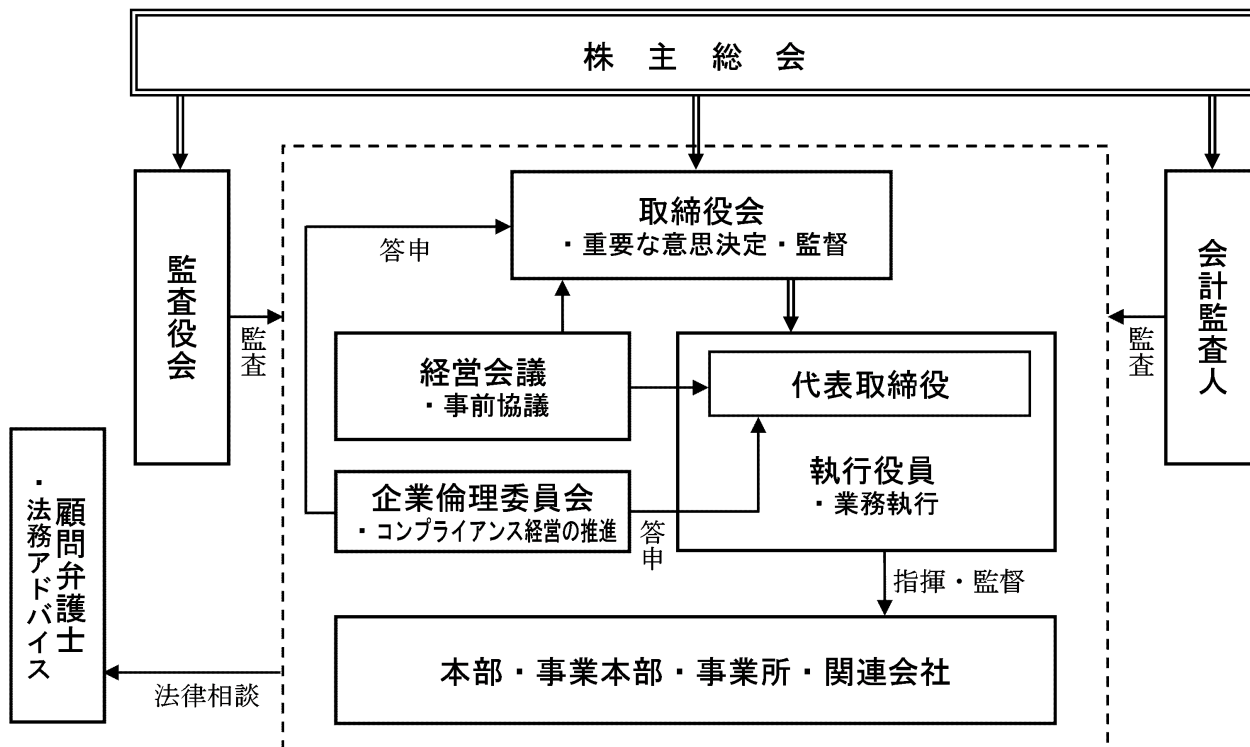 株主総会
取締役会
・重要な意思決定・監督
答申
監査役会
監査
会計監査人
監査
経営会議
・事前協議
代表取締役
執行役員
・業務執行
企業倫理委員会
・コンプライアンス経営の推進
答申
指揮・監督
顧問弁護士
・法務アドバイス
法律相談
本部・事業本部・事業所・関連会社